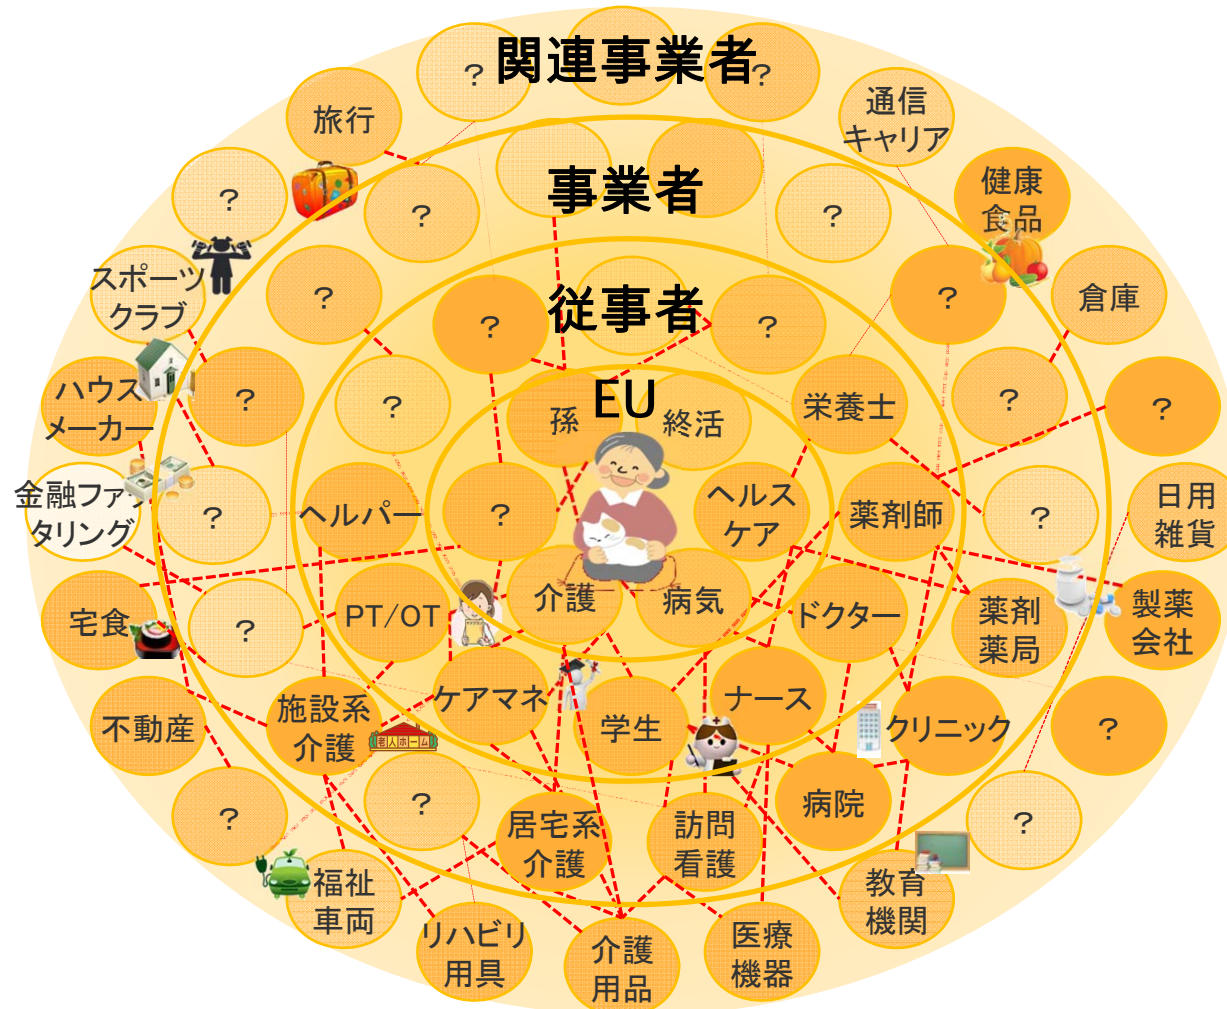 関連事業者
?
?
旅行
通信
キャリア
事業者
健康
食品
?
?
?
スポーツ
クラブ
従事者
?
?
倉庫
?
?
EU
ハウス
メーカー
?
?
孫
終活
栄養士
?
?
金融ファク
タリング
?
ヘルパー
?
ヘルス
ケア
薬剤師
?
日用
雑貨
宅食
?
PT/OT
介護
病気
ドクター
薬剤
薬局
製薬
会社
不動産
施設系
介護
老人ホーム
ケアマネ
学生
ナース
クリニック
?
?
?
居宅系
介護
訪問
看護
病院
?
福祉
車両
リハビリ
用具
介護
用品
医療
機器
教育
機関